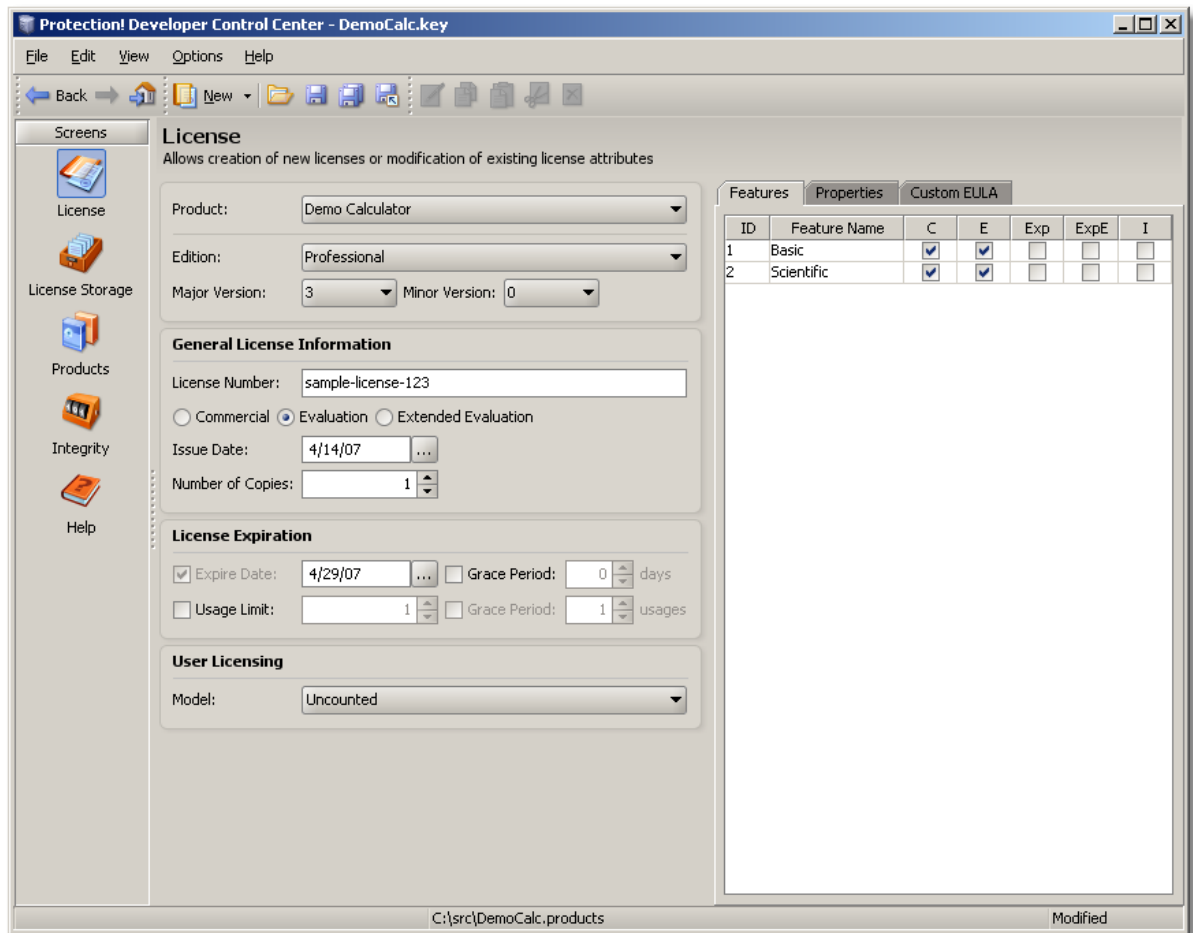 Protection! Developer Control Center - DemoCalc.key
File Edit View Options Help
Back New
Screens
License
License Storage
Products
Integrity
Help
License
Allows creation of new licenses or modification of existing license attributes
Product: Demo Calculator
Edition: Professional
Major Version: 3 Minor Version: 0
General License Information
License Number: sample-license-123
Commercial Evaluation Extended Evaluation
Issue Date: 4/14/07 ...
Number of Copies: 1
License Expiration
Expire Date: 4/29/07 ... Grace Period: 0 days
Usage Limit: 1 Grace Period: 1 usages
User Licensing
Model: Uncounted
Features Properties Custom EULA
ID Feature Name C E Exp ExpE I
1 Basic
2 Scientific
C:\src\DemoCalc.products Modified